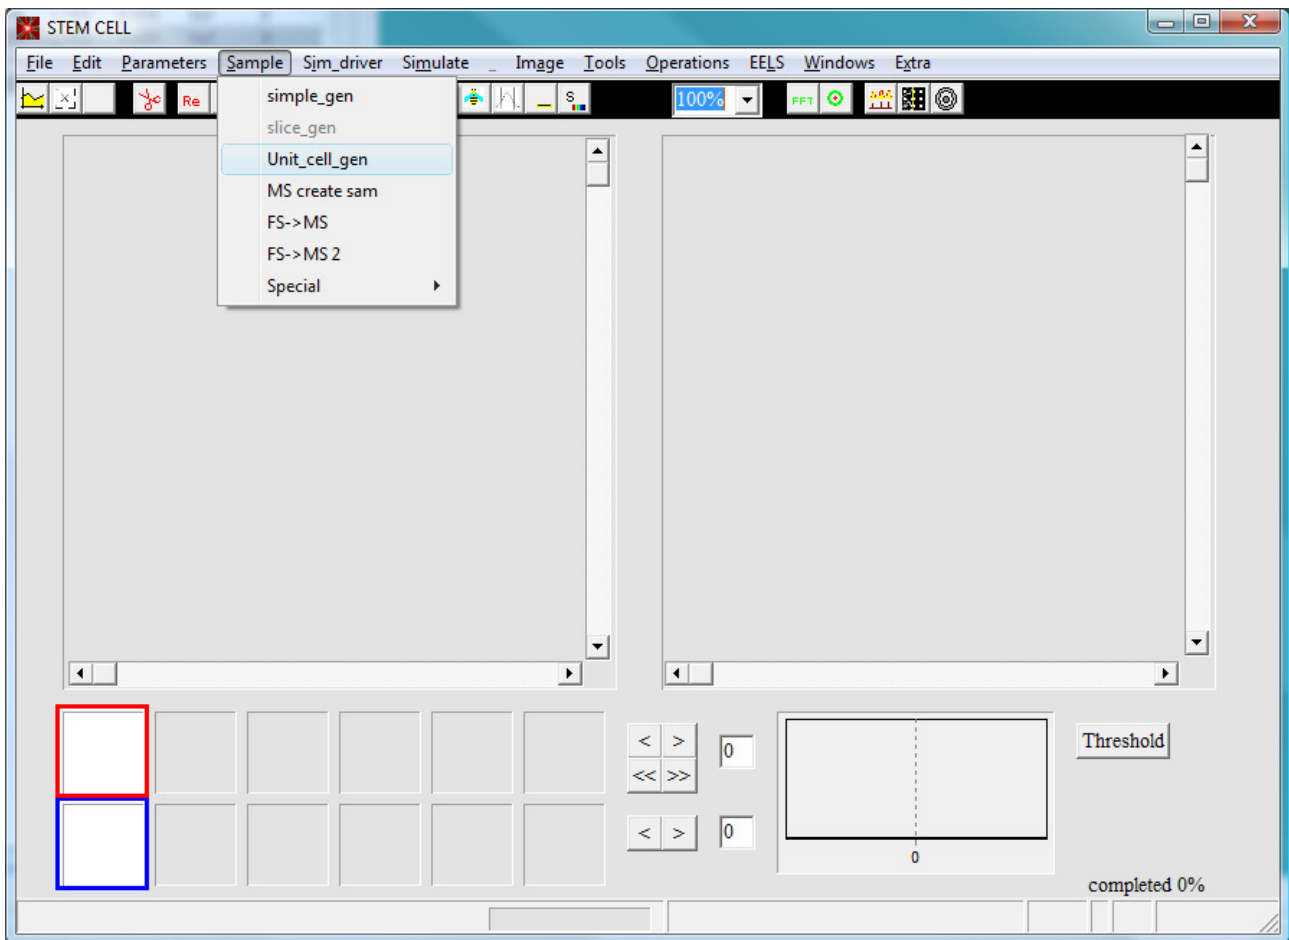 STEM CELL
File Edit Parameters Sample Sim_driver Simulate _ Image Tools Operations EELS Windows Extra
Re S 100% FFT
simple_gen
slice_gen
Unit_cell_gen
MS create sam
FS->MS
FS->MS 2
Special
< > 0 Threshold
<< >>
< > 0
0
completed 0%